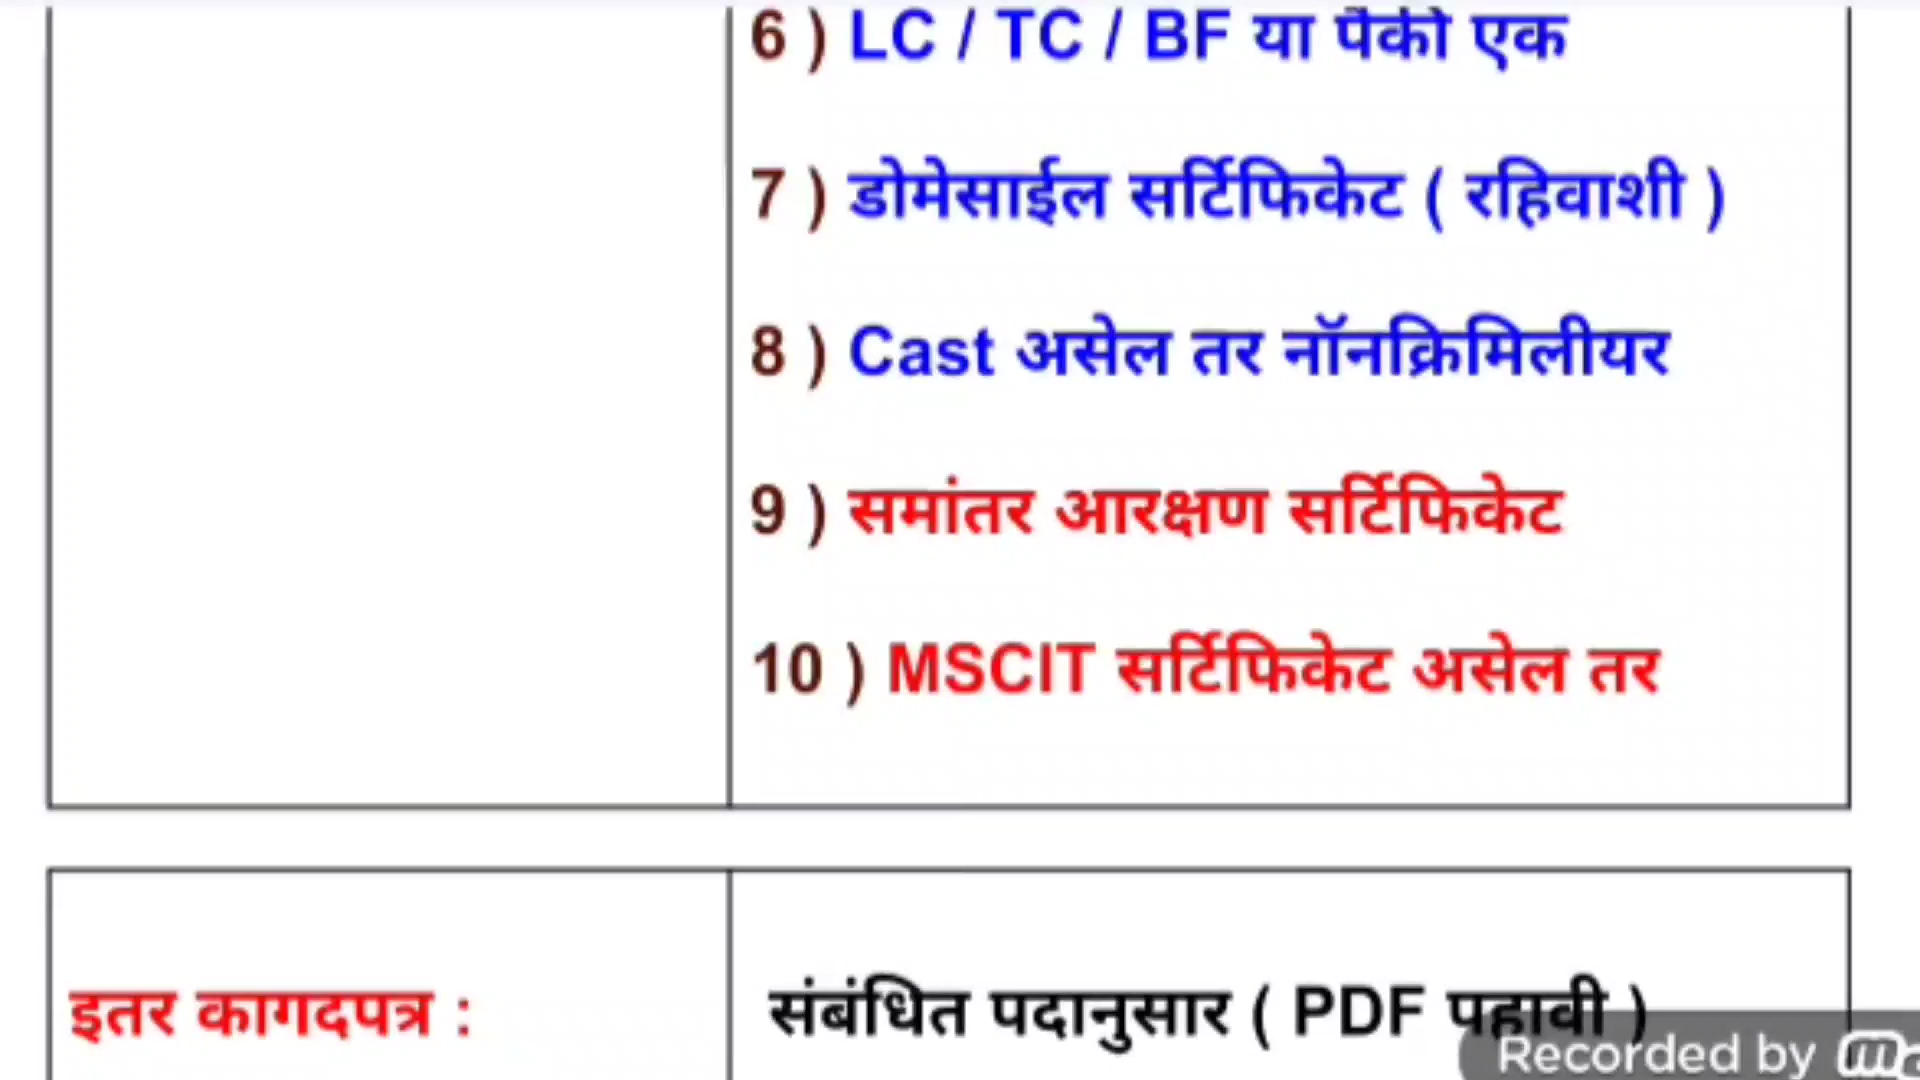 6 ) LC / TC / BF या पैकी एक
7 ) डोमेसाईल सर्टिफिकेट ( रहिवाशी )
8 ) Cast असेल तर नॉनक्रिमिलीयर
9 ) समांतर आरक्षण सर्टिफिकेट
10 ) MSCIT सर्टिफिकेट असेल तर
इतर कागदपत्र :
संबंधित पदानुसार ( PDF पहावी )
Recorded by